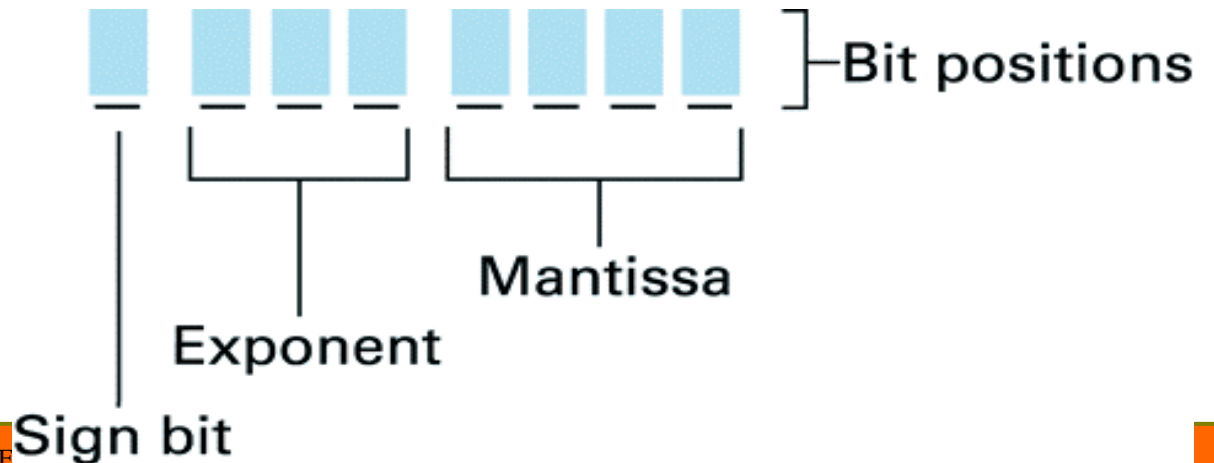 Bit positions
Mantissa
Exponent
Sign bit
E